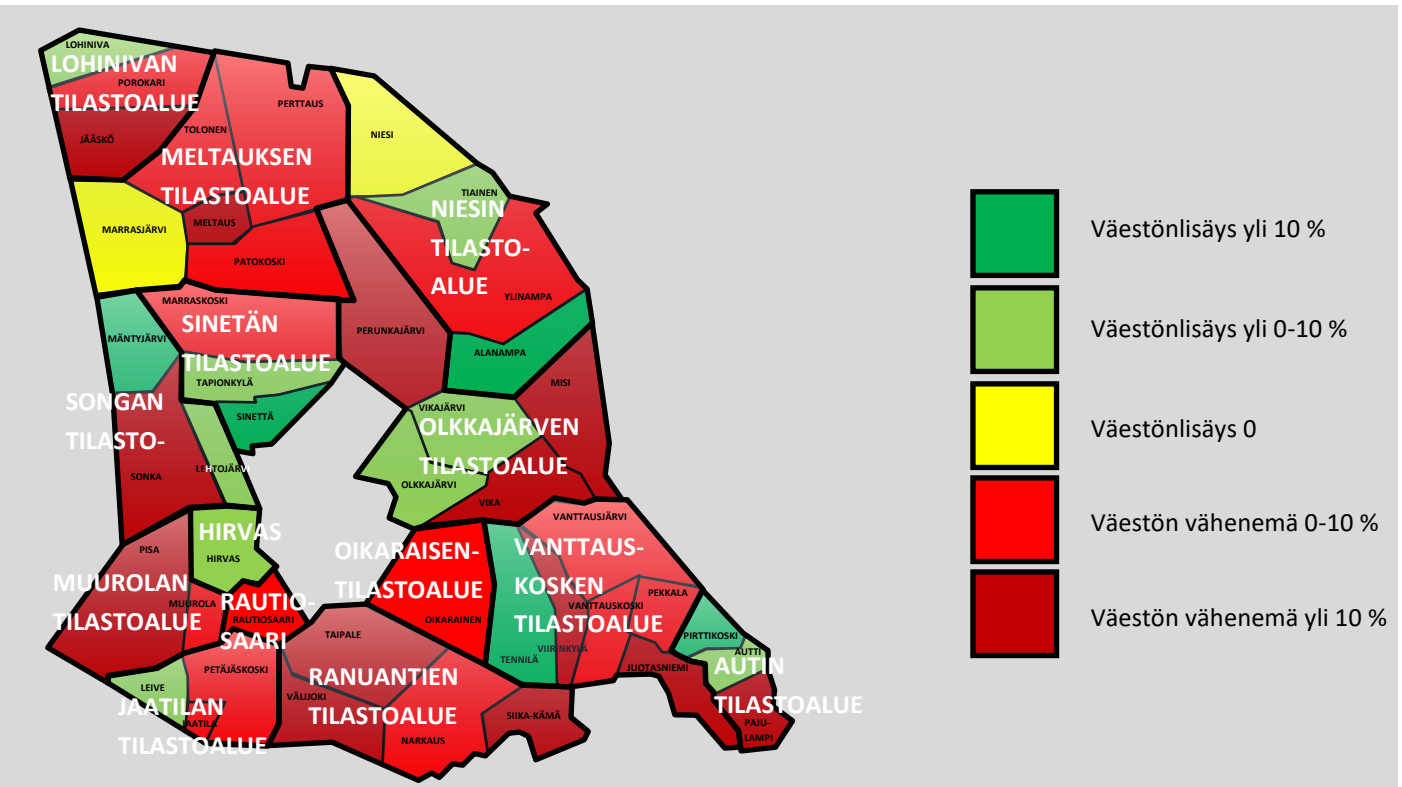 LOHINIVA
LOHINIVAN
TILASTOALUE
POROKARI
JÄÄSKÖ
TOLONEN
PERTTAUS
MELTAUKSEN
TILASTOALUE
MELTAUS
MARRASJÄRVI
PATOKOSKI
NIESI
TIAINEN
NIESIN
TILASTO-
ALUE
YLINAMPA
ALANAMPA
MARRASKOSKI
SINETÄN
TILASTOALUE
TAPIONKYLÄ
SINETTÄ
PERUNKAJÄRVI
MÄNTYJÄRVI
SONGAN
TILASTO-
SONKA
LEHTOJÄRVI
VIKAJÄRVI
MISI
OLKKAJÄRVEN
TILASTOALUE
OLKKAJÄRVI
VIKA
HIRVAS
HIRVAS
PISA
MUUROLAN
TILASTOALUE
MUUROLA
RAUTIO-
RAUTIOSAARI
SAARI
OIKARAISEN-
TILASTOALUE
OIKARAINEN
VANTTAUSJÄRVI
VANTTAUS-
KOSKEN
TILASTOALUE
VANTTAUSKOSKI
PEKKALA
VIIRINKYLÄ
TENNILÄ
JUOTASNIEMI
PIRTTIKOSKI
AUTTI
AUTIN
TILASTOALUE
PAJU-
LAMPI
TAIPALE
RANUANTIEN
TILASTOALUE
VÄLIJOKI
NARKAUS
SIIKA-KÄMÄ
PETÄJÄSKOSKI
LEIVE
JAATILAN
TILASTOALUE
JAATILA
Väestönlisäys yli 10 %
Väestönlisäys yli 0-10 %
Väestönlisäys 0
Väestön vähenemä 0-10 %
Väestön vähenemä yli 10 %